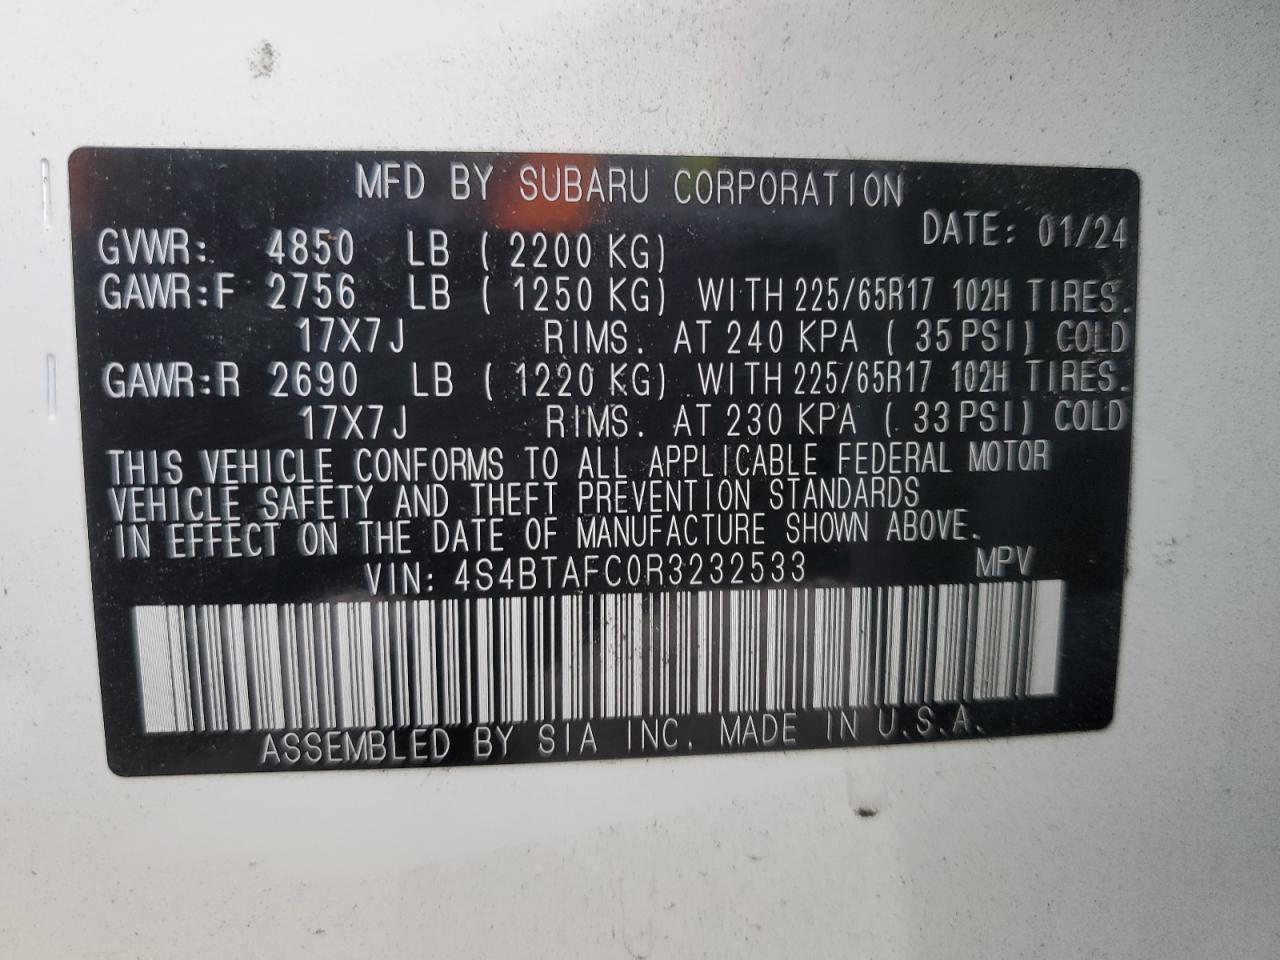 MFD BY SUBARU CORPORATION
DATE: 01/24
GVWR: 4850 LB ( 2200 KG)
GAWR:F 2756 LB ( 1250 KG) WITH 225/65R17 102H TIRES.
17X7J RIMS. AT 240 KPA ( 35 PSI) COLD
GAWR:R 2690 LB ( 1220 KG) WITH 225/65R17 102H TIRES.
17X7J RIMS. AT 230 KPA ( 33 PSI) COLD
THIS VEHICLE CONFORMS TO ALL APPLICABLE FEDERAL MOTOR
VEHICLE SAFETY AND THEFT PREVENTION STANDARDS
IN EFFECT ON THE DATE OF MANUFACTURE SHOWN ABOVE.
VIN: 4S4BTAFC0R3232533 MPV
ASSEMBLED BY SIA INC. MADE IN U.S.A.